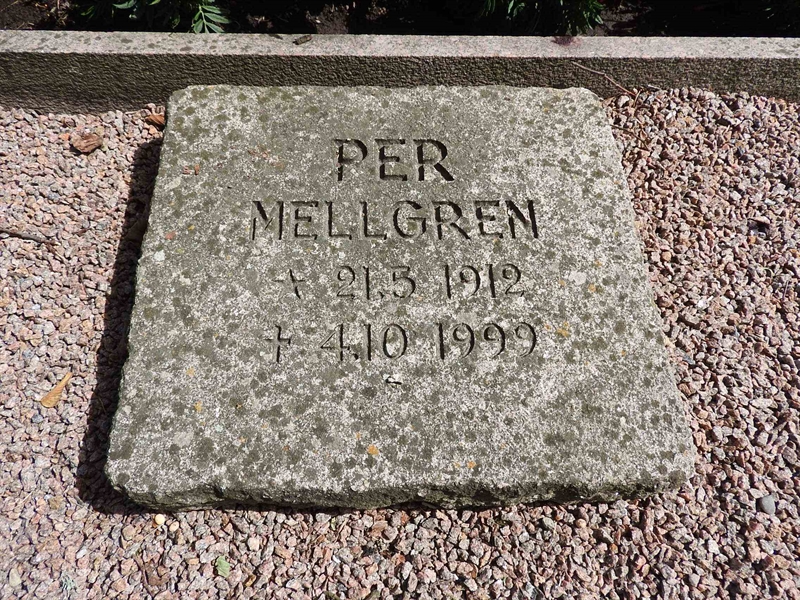 PER
MELLGREN
+ 21.5 1912
† 4.10 1999